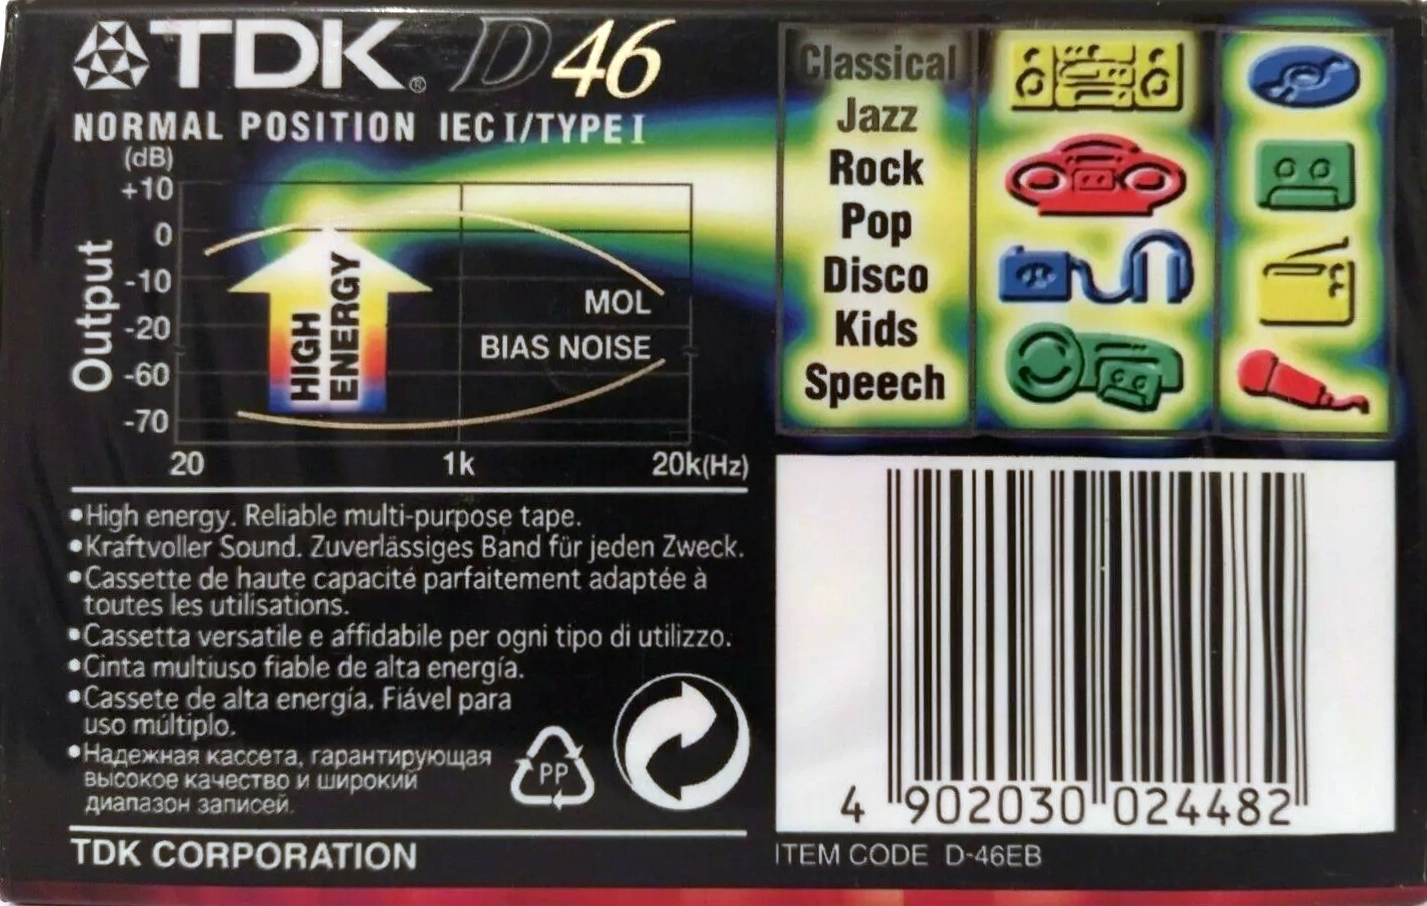 TDK® D46
NORMAL POSITION IEC I/TYPE I
(dB)
+10
0
-10
-20
-60
-70
Output
HIGH
ENERGY
MOL
BIAS NOISE
20 1k 20k(Hz)
•High energy. Reliable multi-purpose tape.
•Kraftvoller Sound. Zuverlässiges Band für jeden Zweck.
•Cassette de haute capacité parfaitement adaptée à
toutes les utilisations.
•Cassetta versatile e affidabile per ogni tipo di utilizzo.
•Cinta multiuso fiable de alta energía.
•Cassete de alta energía. Fiável para
uso múltiplo.
•Надежная кассета, гарантирующая
высокое качество и широкий
диапазон записей.
PP
TDK CORPORATION
Classical
Jazz
Rock
Pop
Disco
Kids
Speech
4 902030 024482
ITEM CODE D-46EB